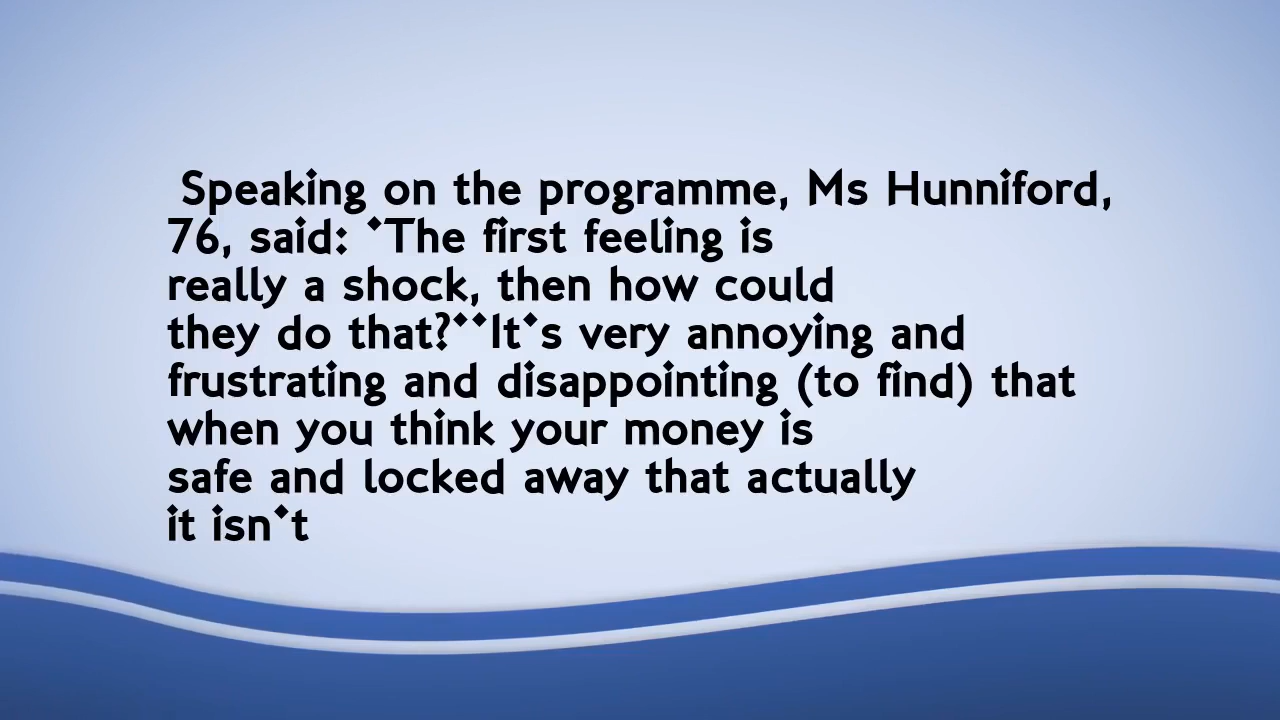 Speaking on the programme, Ms Hunniford,
76, said: ‘The first feeling is
really a shock, then how could
they do that?’‘It’s very annoying and
frustrating and disappointing (to find) that
when you think your money is
safe and locked away that actually
it isn’t